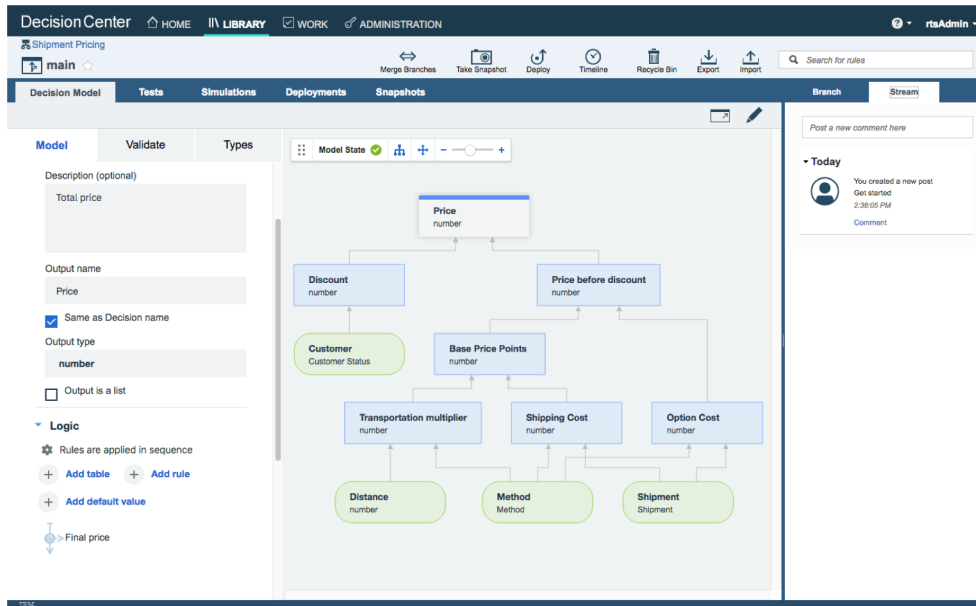 Decision Center HOME LIBRARY WORK ADMINISTRATION ? rtsAdmin
Shipment Pricing
main
Merge Branches Take Snapshot Deploy Timeline Recycle Bin Export Import Search for rules
Decision Model Tests Simulations Deployments Snapshots
Branch Stream
Model Validate Types
Model State
Description (optional)
Total price
Output name
Price
Same as Decision name
Output type
number
Output is a list
Logic
Rules are applied in sequence
Add table Add rule
Add default value
Final price
Price
number
Discount
number
Price before discount
number
Customer
Customer Status
Base Price Points
number
Transportation multiplier
number
Shipping Cost
number
Option Cost
number
Distance
number
Method
Method
Shipment
Shipment
Post a new comment here
Today
You created a new post
Get started
2:38:05 PM
Comment